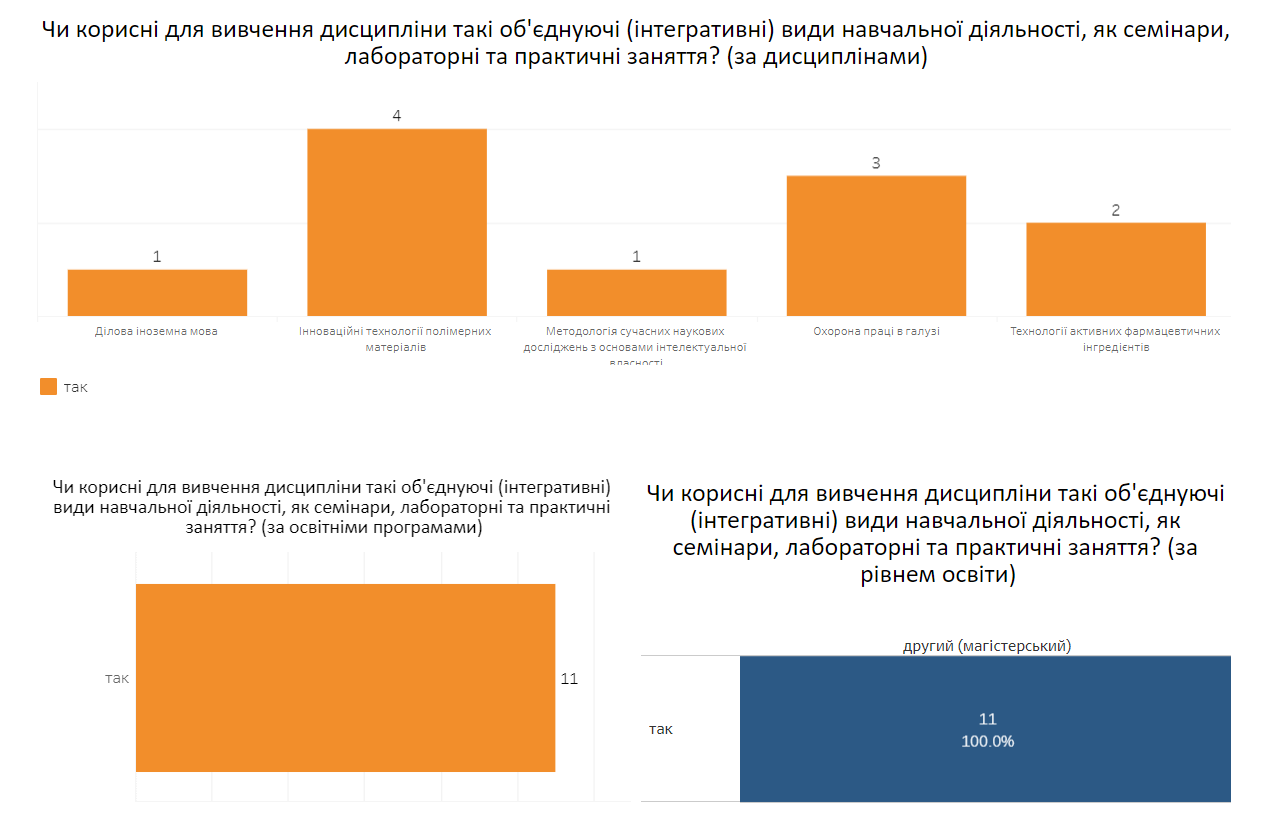 Чи корисні для вивчення дисципліни такі об'єднуючі (інтегративні) види навчальної діяльності, як семінари,
лабораторні та практичні заняття? (за дисциплінами)
1
4
1
3
2
Ділова іноземна мова
Інноваційні технології полімерних
матеріалів
Методологія сучасних наукових
досліджень з основами інтелектуальної
власності
Охорона праці в галузі
Технології активних фармацевтичних
інгредієнтів
так
Чи корисні для вивчення дисципліни такі об'єднуючі (інтегративні)
види навчальної діяльності, як семінари, лабораторні та практичні
заняття? (за освітніми програмами)
так
11
Чи корисні для вивчення дисципліни такі об'єднуючі
(інтегративні) види навчальної діяльності, як
семінари, лабораторні та практичні заняття? (за
рівнем освіти)
другий (магістерський)
так
11
100.0%